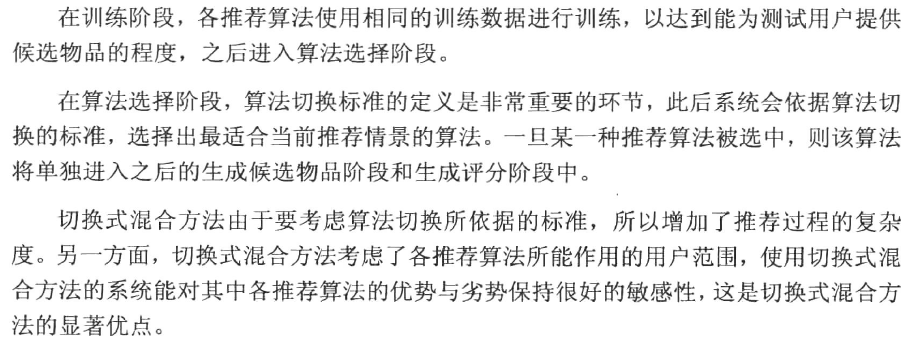 在训练阶段，各推荐算法使用相同的训练数据进行训练，以达到能为测试用户提供
候选物品的程度，之后进入算法选择阶段。
在算法选择阶段，算法切换标准的定义是非常重要的环节，此后系统会依据算法切
换的标准，选择出最适合当前推荐情景的算法。一旦某一种推荐算法被选中，则该算法
将单独进入之后的生成候选物品阶段和生成评分阶段中。
切换式混合方法由于要考虑算法切换所依据的标准，所以增加了推荐过程的复杂
度。另一方面，切换式混合方法考虑了各推荐算法所能作用的用户范围，使用切换式混
合方法的系统能对其中各推荐算法的优势与劣势保持很好的敏感性，这是切换式混合方
法的显著优点。